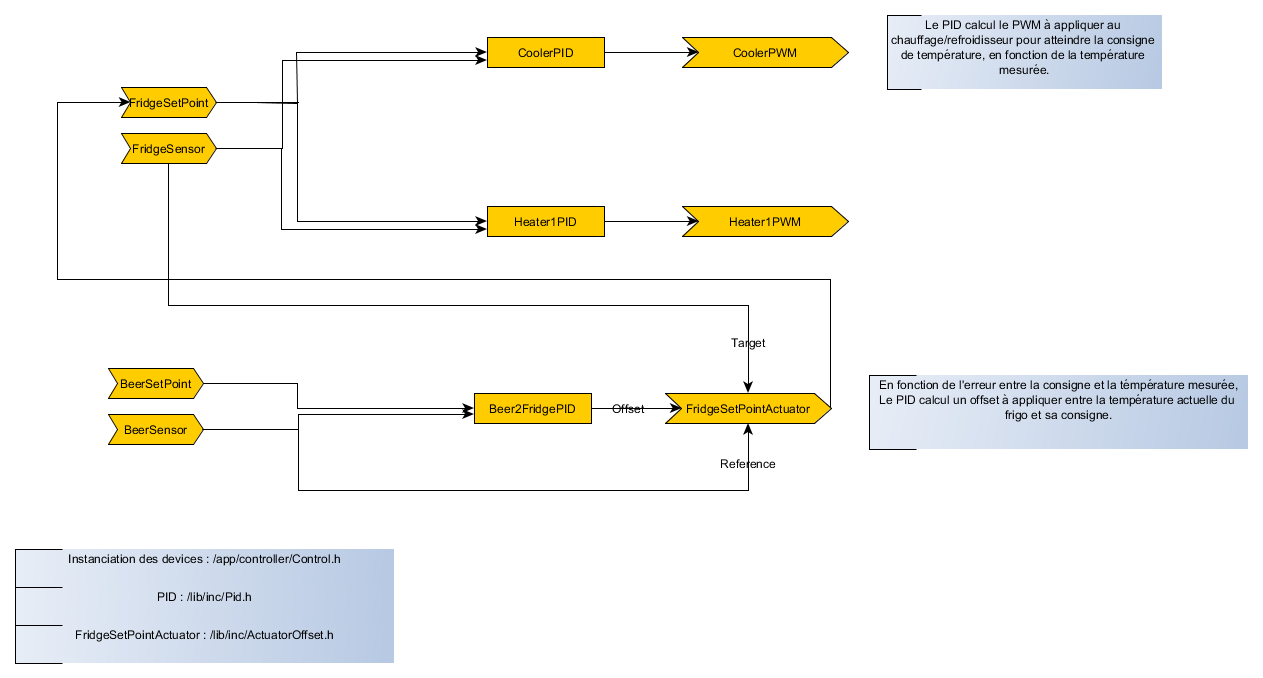 CoolerPID
CoolerPWM
Le PID calcul le PWM à appliquer au
chauffage/refroidisseur pour atteindre la consigne
de température, en fonction de la température
mesurée.
FridgeSetPoint
FridgeSensor
Heater1PID
Heater1PWM
Target
BeerSetPoint
BeerSensor
Beer2FridgePID
Offset
FridgeSetPointActuator
Reference
En fonction de l'erreur entre la consigne et la témpérature mesurée,
Le PID calcul un offset à appliquer entre la température actuelle du
frigo et sa consigne.
Instanciation des devices : /app/controller/Control.h
PID : /lib/inc/Pid.h
FridgeSetPointActuator : /lib/inc/ActuatorOffset.h